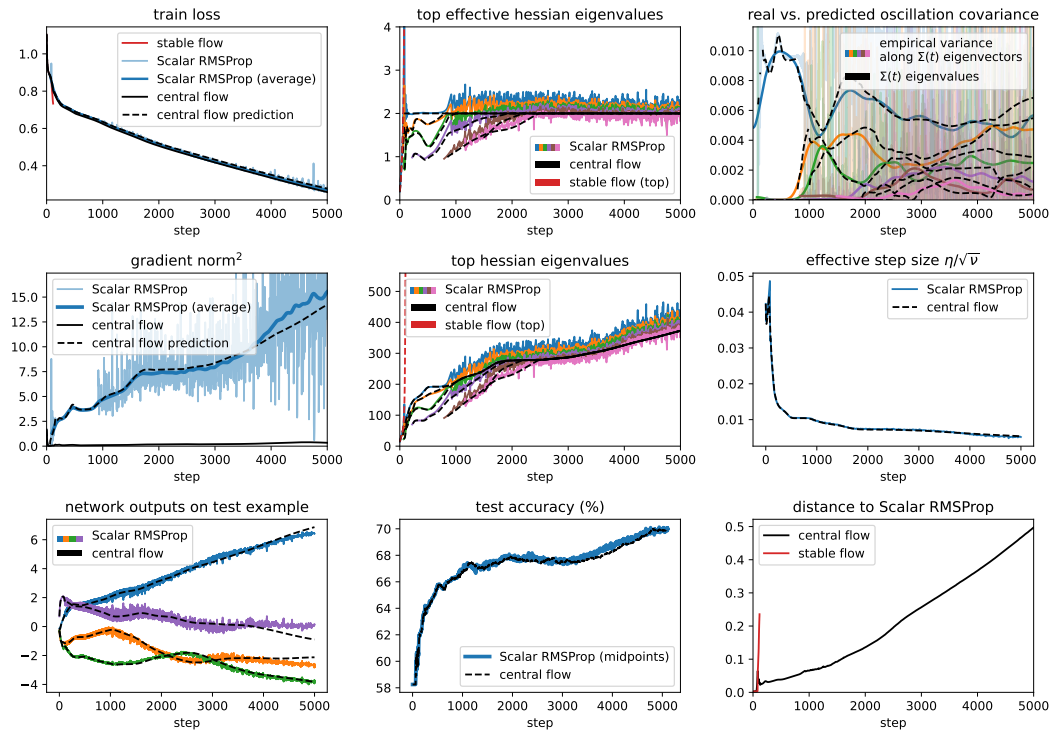 train loss
1.0
0.8
0.6
0.4
stable flow
Scalar RMSProp
Scalar RMSProp (average)
central flow
central flow prediction
0
1000
2000
3000
4000
5000
step
top effective hessian eigenvalues
4
3
2
1
0
Scalar RMSProp
central flow
stable flow (top)
0
1000
2000
3000
4000
5000
step
real vs. predicted oscillation covariance
0.010
0.008
0.006
0.004
0.002
0.000
empirical variance
along Σ(t) eigenvectors
Σ(t) eigenvalues
0
1000
2000
3000
4000
5000
step
gradient norm²
15.0
12.5
10.0
7.5
5.0
2.5
0.0
Scalar RMSProp
Scalar RMSProp (average)
central flow
central flow prediction
0
1000
2000
3000
4000
5000
step
top hessian eigenvalues
500
400
300
200
100
0
Scalar RMSProp
central flow
stable flow (top)
0
1000
2000
3000
4000
5000
step
effective step size η/√ν
0.05
0.04
0.03
0.02
0.01
Scalar RMSProp
central flow
0
1000
2000
3000
4000
5000
step
network outputs on test example
6
4
2
0
−2
−4
Scalar RMSProp
central flow
0
1000
2000
3000
4000
5000
step
test accuracy (%)
70
68
66
64
62
60
58
Scalar RMSProp (midpoints)
central flow
0
1000
2000
3000
4000
5000
step
distance to Scalar RMSProp
0.5
0.4
0.3
0.2
0.1
0.0
central flow
stable flow
0
1000
2000
3000
4000
5000
step